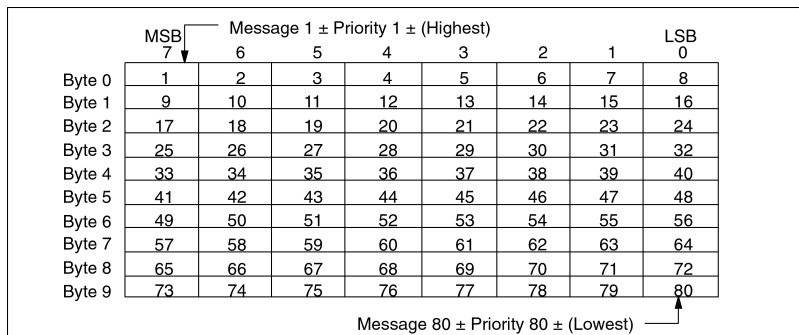 Message 1 ± Priority 1 ± (Highest)
MSB LSB
7 6 5 4 3 2 1 0
Byte 0 1 2 3 4 5 6 7 8
Byte 1 9 10 11 12 13 14 15 16
Byte 2 17 18 19 20 21 22 23 24
Byte 3 25 26 27 28 29 30 31 32
Byte 4 33 34 35 36 37 38 39 40
Byte 5 41 42 43 44 45 46 47 48
Byte 6 49 50 51 52 53 54 55 56
Byte 7 57 58 59 60 61 62 63 64
Byte 8 65 66 67 68 69 70 71 72
Byte 9 73 74 75 76 77 78 79 80
Message 80 ± Priority 80 ± (Lowest)